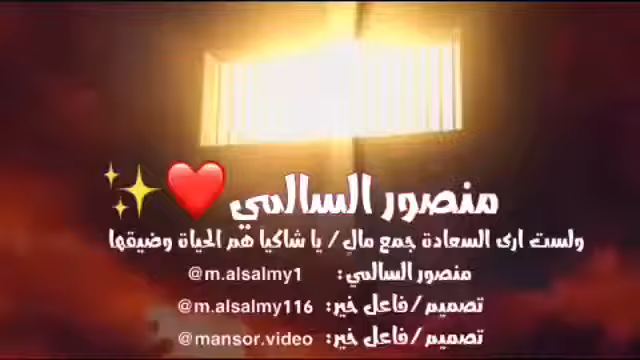 منصور السالمي ❤️✨
ولست ارى السعادة جمع مالٍ / يا شاكيا هم الحياة وضيقها
منصور السالمي: @m.alsalmy1
تصميم / فاعل خير: @m.alsalmy116
تصميم / فاعل خير: @mansor.video